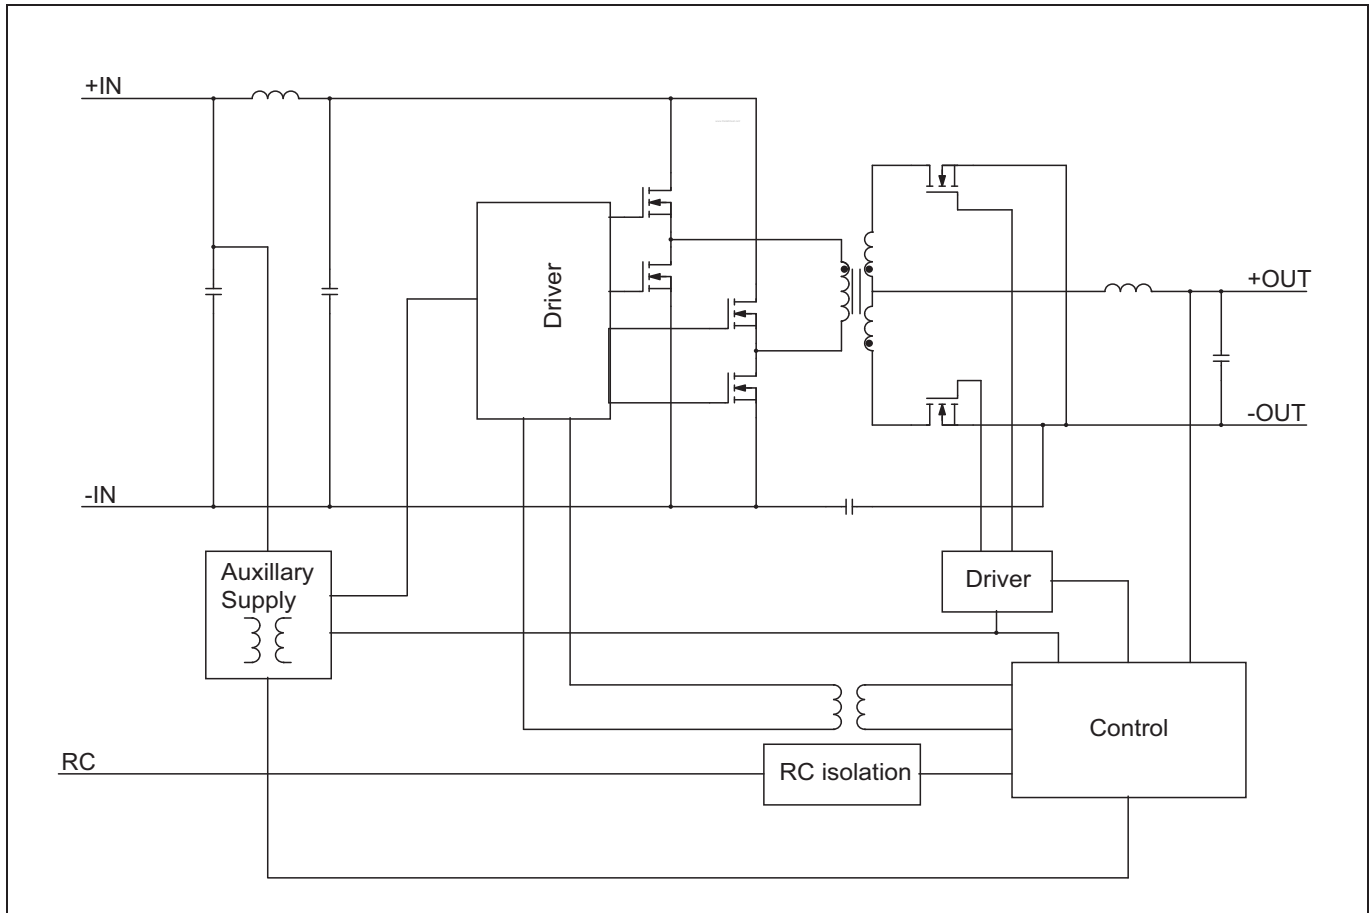 +IN
Driver
+OUT
-OUT
-IN
Auxillary
Supply
Driver
Control
RC
RC isolation